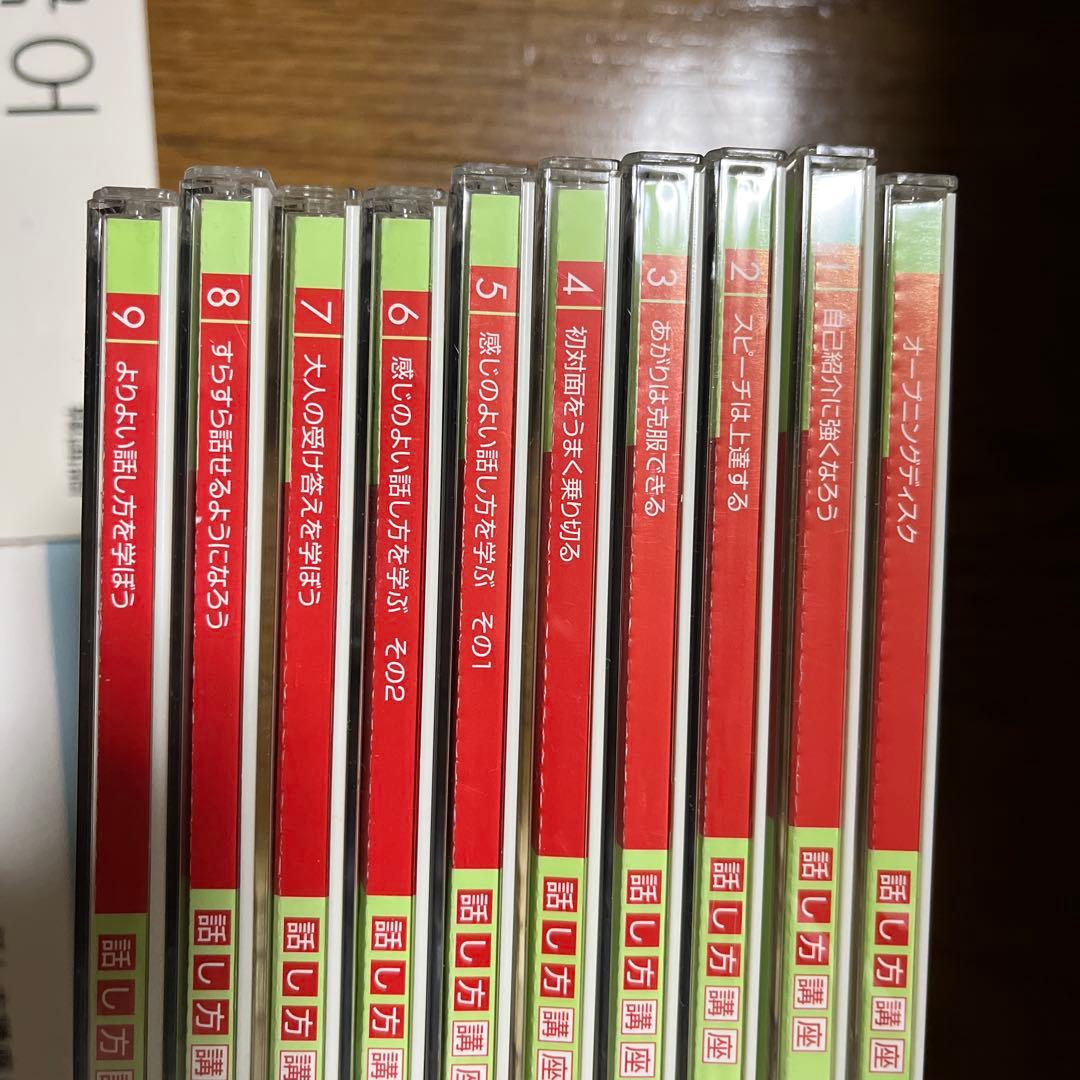 オープニングディスク 話し方講座
1 自己紹介に強くなろう 話し方講座
2 スピーチは上達する 話し方講座
3 あがりは克服できる 話し方講座
4 初対面をうまく乗り切る 話し方講座
5 感じのよい話し方を学ぶ その1 話し方講
6 感じのよい話し方を学ぶ その2 話し方講
7 大人の受け答えを学ぼう 話し方講
8 すらすら話せるようになろう 話し方講
9 よりよい話し方を学ぼう 話し方